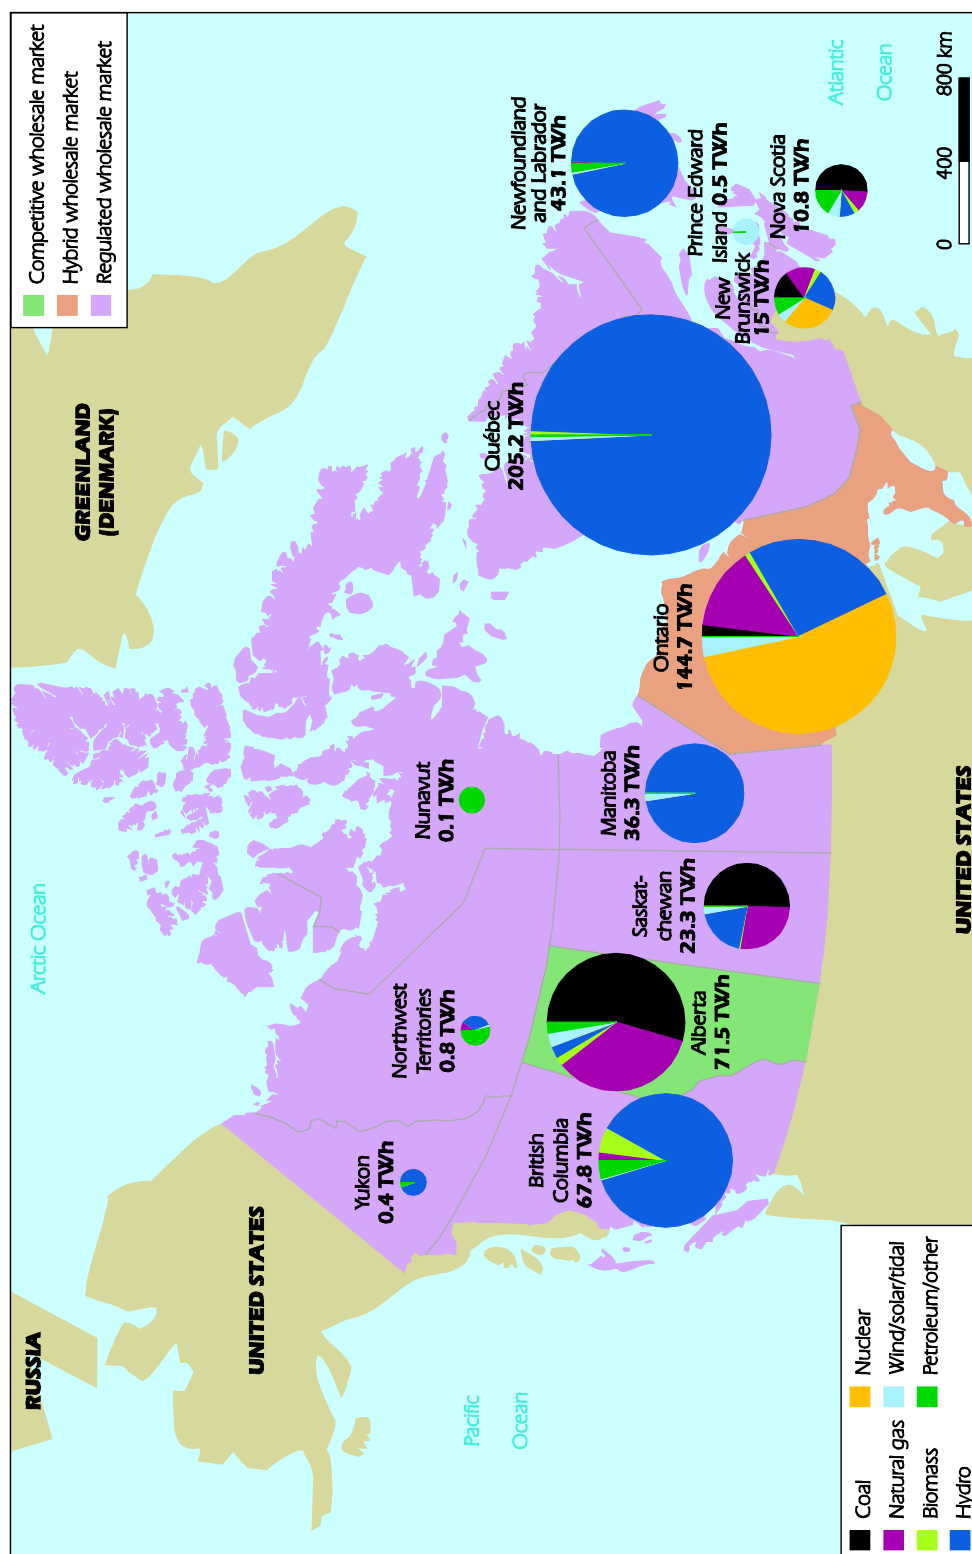 RUSSIA
UNITED STATES
GREENLAND
(DENMARK)
Competitive wholesale market
Hybrid wholesale market
Regulated wholesale market
Arctic Ocean
Yukon
0.4 TWh
Northwest
Territories
0.8 TWh
Nunavut
0.1 TWh
Pacific
Ocean
British
Columbia
67.8 TWh
Alberta
71.5 TWh
Saskat-
chewan
23.3 TWh
Manitoba
36.3 TWh
Ontario
144.7 TWh
Québec
205.2 TWh
Newfoundland
and Labrador
43.1 TWh
Prince Edward
Island 0.5 TWh
New
Brunswick
15 TWh
Nova Scotia
10.8 TWh
Atlantic
Ocean
Coal
Natural gas
Biomass
Hydro
Nuclear
Wind/solar/tidal
Petroleum/other
UNITED STATES
0 400 800 km